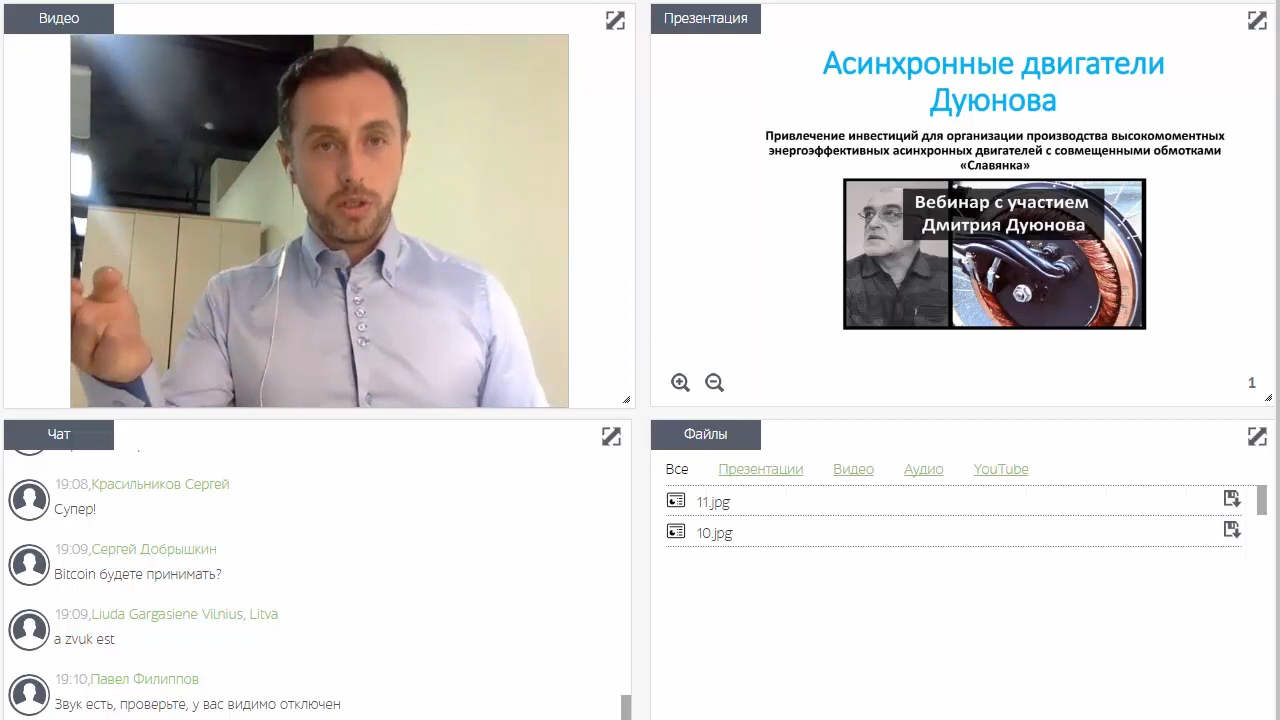 Видео
Презентация
Асинхронные двигатели
Дуюнова
Привлечение инвестиций для организации производства высокомоментных
энергоэффективных асинхронных двигателей с совмещенными обмотками
«Славянка»
Вебинар с участием
Дмитрия Дуюнова
1
Чат
19:08,Красильников Сергей
Супер!
19:09,Сергей Добрышкин
Bitcoin будете принимать?
19:09,Liuda Gargasiene Vilnius, Litva
a zvuk est
19:10,Павел Филиппов
Звук есть, проверьте, у вас видимо отключен
Файлы
Все Презентации Видео Аудио YouTube
11.jpg
10.jpg